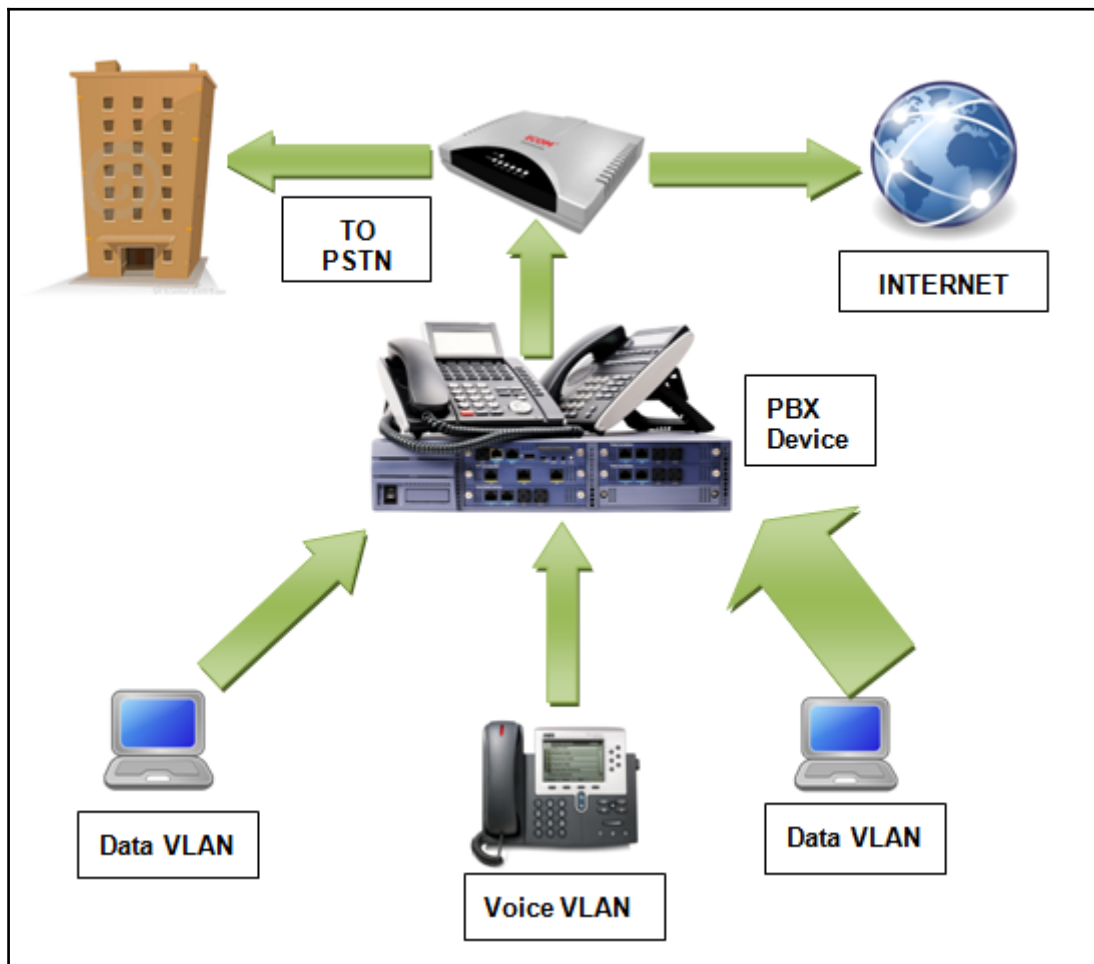 TO
PSTN
INTERNET
PBX
Device
Data VLAN
Data VLAN
Voice VLAN